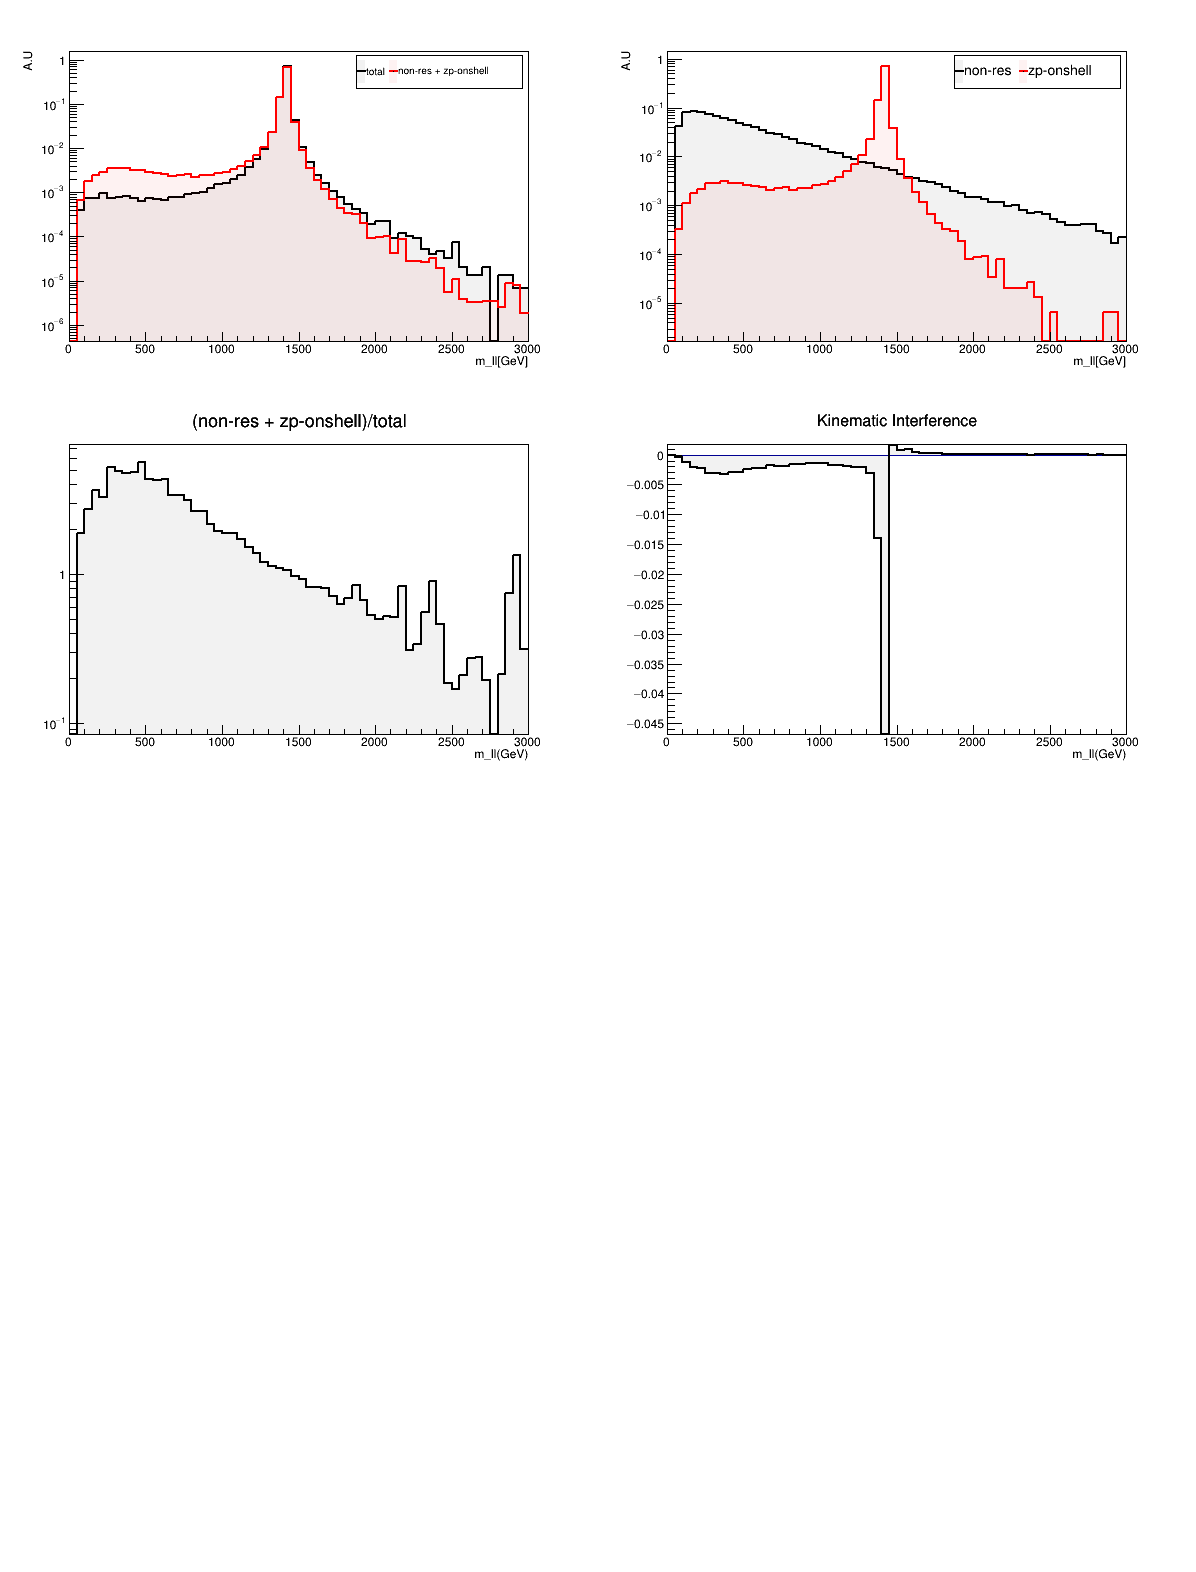 A.U
total non-res + zp-onshell
1
10⁻¹
10⁻²
10⁻³
10⁻⁴
10⁻⁵
10⁻⁶
0 500 1000 1500 2000 2500 3000
m_ll[GeV]
A.U
non-res zp-onshell
1
10⁻¹
10⁻²
10⁻³
10⁻⁴
10⁻⁵
0 500 1000 1500 2000 2500 3000
m_ll[GeV]
(non-res + zp-onshell)/total
1
10⁻¹
0 500 1000 1500 2000 2500 3000
m_ll(GeV)
Kinematic Interference
0
−0.005
−0.01
−0.015
−0.02
−0.025
−0.03
−0.035
−0.04
−0.045
0 500 1000 1500 2000 2500 3000
m_ll(GeV)